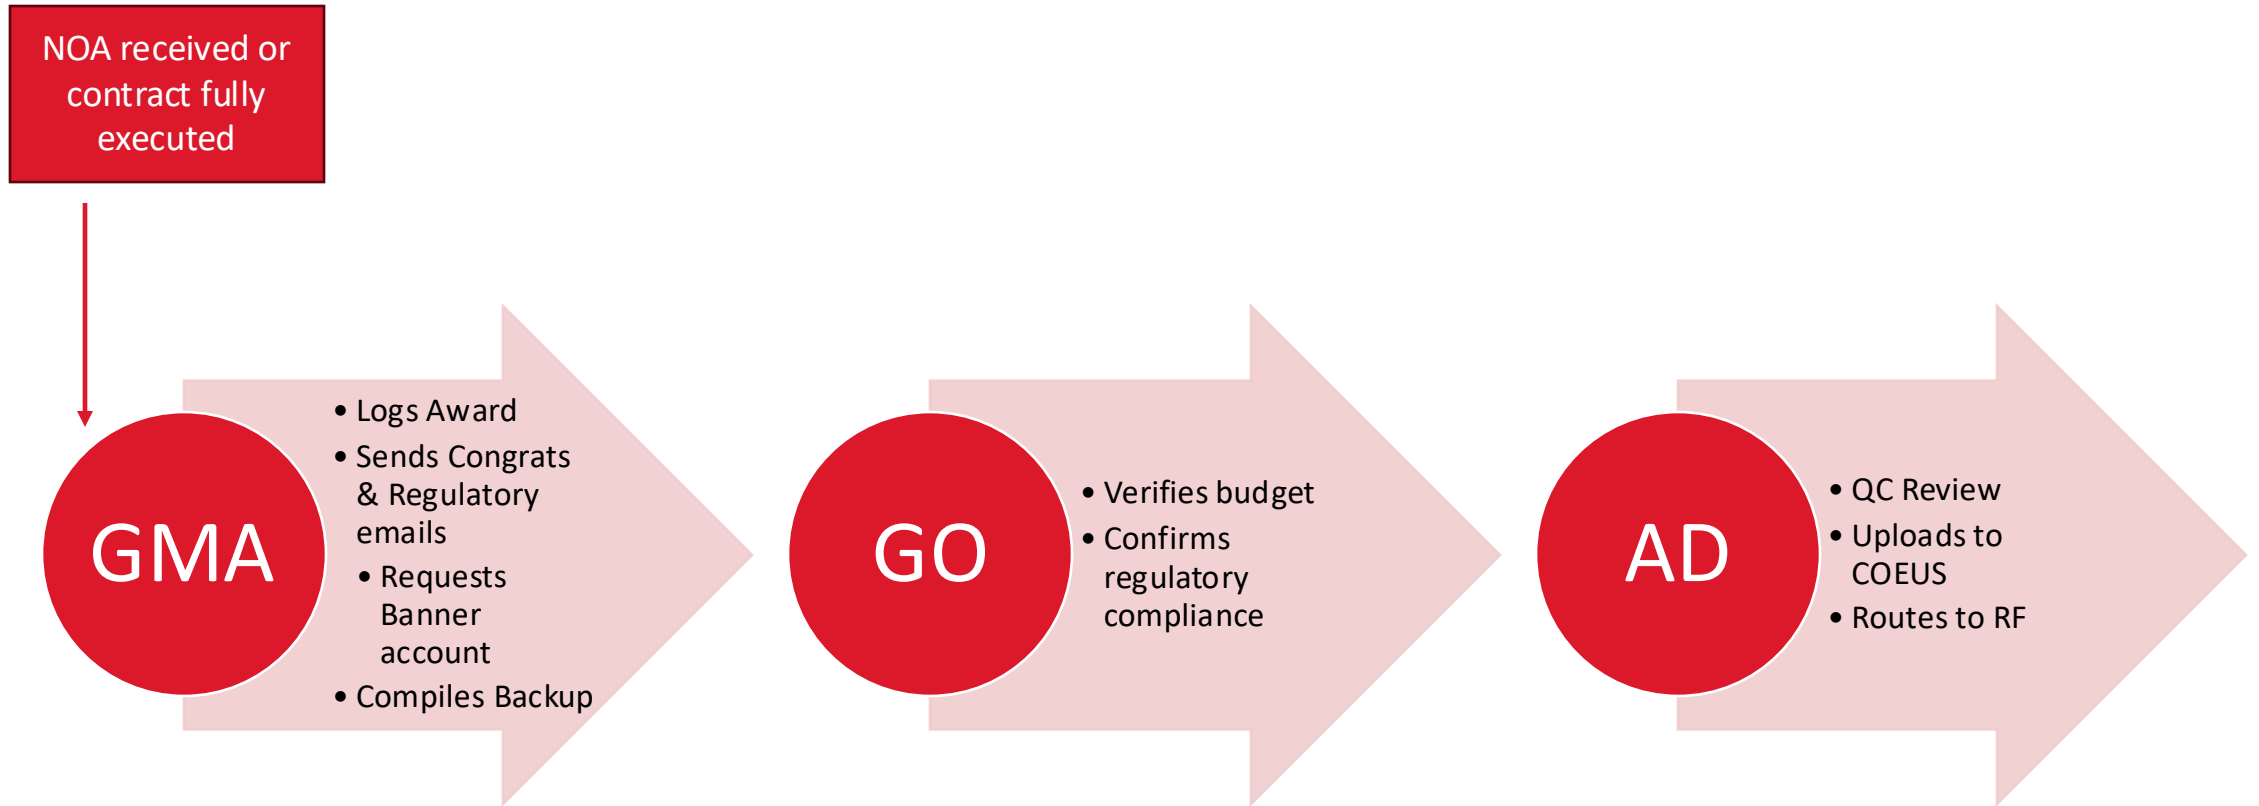 NOA received or
contract fully
executed
GMA
• Logs Award
• Sends Congrats
& Regulatory
emails
• Requests
Banner
account
• Compiles Backup
GO
• Verifies budget
• Confirms
regulatory
compliance
AD
• QC Review
• Uploads to
COEUS
• Routes to RF